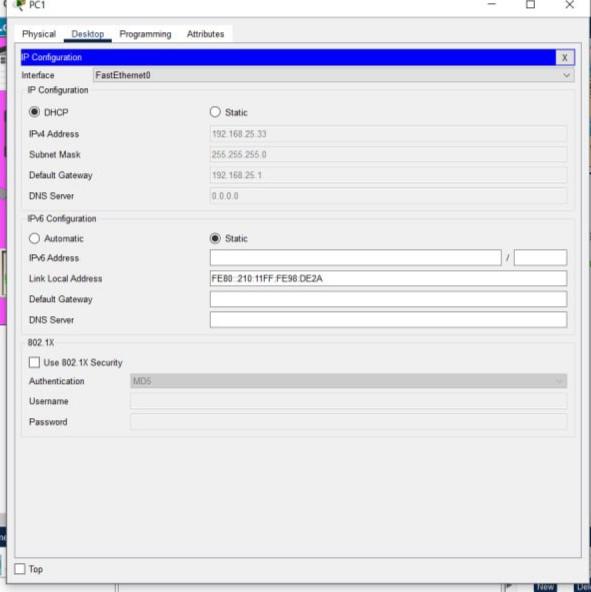 PC1
Physical Desktop Programming Attributes
IP Configuration X
Interface FastEthernet0
IP Configuration
DHCP Static
IPv4 Address 192.168.25.33
Subnet Mask 255.255.255.0
Default Gateway 192.168.25.1
DNS Server 0.0.0.0
IPv6 Configuration
Automatic Static
IPv6 Address /
Link Local Address FE80::210:11FF:FE98:DE2A
Default Gateway
DNS Server
802.1X
Use 802.1X Security
Authentication MD5
Username
Password
Top
New